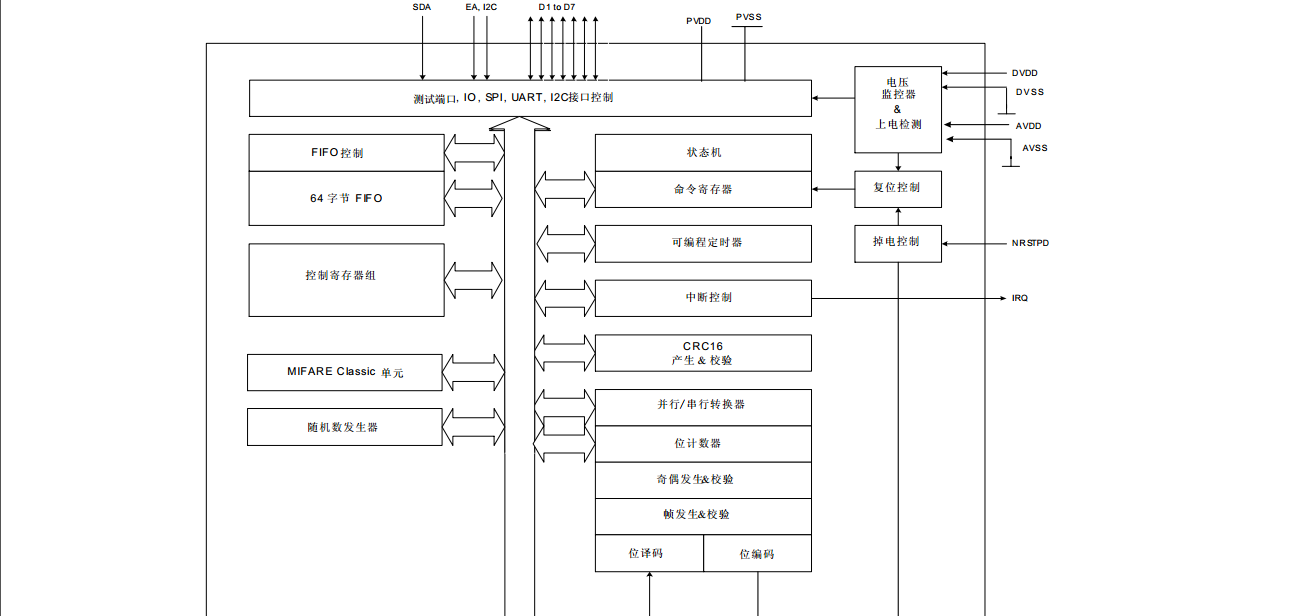 SDA
EA, I2C
D1 to D7
PVDD
PVSS
测试端口, IO, SPI, UART, I2C接口控制
电压
监控器
&
上电检测
DVDD
DVSS
AVDD
AVSS
FIFO 控制
64 字节 FIFO
控制寄存器组
MIFARE Classic 单元
随机数发生器
状态机
命令寄存器
可编程定时器
中断控制
CRC16
产生 & 校验
并行/串行转换器
位计数器
奇偶发生&校验
帧发生&校验
位译码
位编码
复位控制
掉电控制
NRSTPD
IRQ